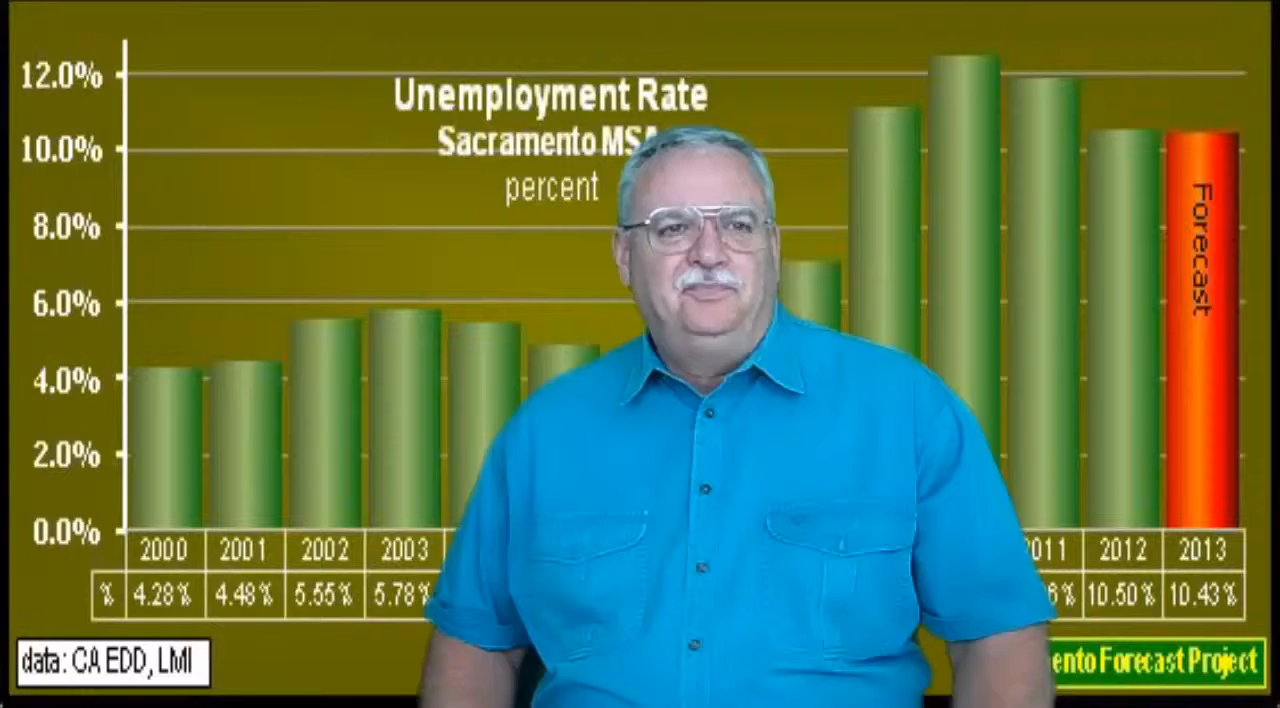 Unemployment Rate
Sacramento MSA
percent
12.0%
10.0%
8.0%
6.0%
4.0%
2.0%
0.0%
Forecast
2000 2001 2002 2003 011 2012 2013
% 4.28% 4.48% 5.55% 5.78% 6% 10.50% 10.43%
data: CA EDD, LMI
ento Forecast Project